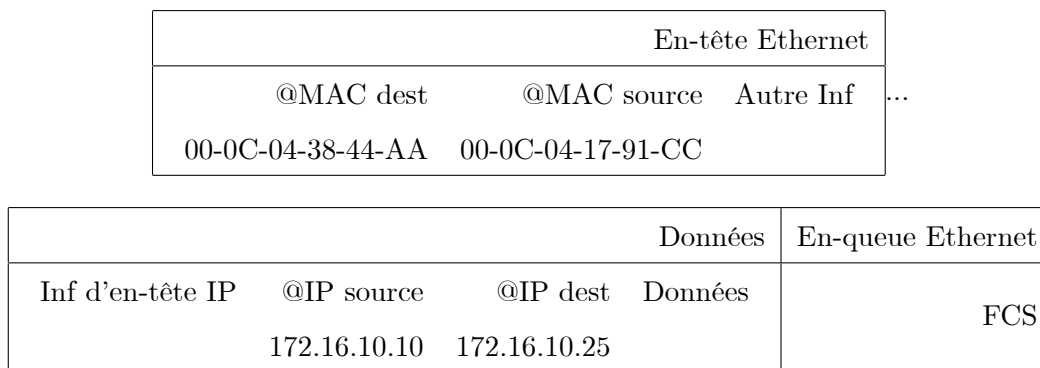 En-tête Ethernet
@MAC dest @MAC source Autre Inf ...
00-0C-04-38-44-AA 00-0C-04-17-91-CC
Données En-queue Ethernet
Inf d'en-tête IP @IP source @IP dest Données
FCS
172.16.10.10 172.16.10.25